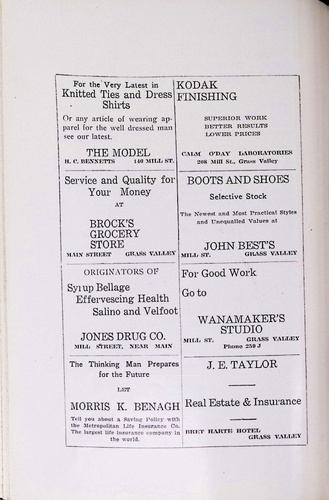 For the Very Latest in
Knitted Ties and Dress
Shirts
Or any article of wearing ap-
parel for the well dressed man
see our latest.
THE MODEL
H. C. BENNETTS 146 MILL ST.
KODAK
FINISHING
SUPERIOR WORK
BETTER RESULTS
LOWER PRICES
CALM O'DAY LABORATORIES
208 Mill St., Grass Valley
Service and Quality for
Your Money
AT
BROCK'S
GROCERY
STORE
MAIN STREET GRASS VALLEY
BOOTS AND SHOES
Selective Stock
The Newest and Most Practical Styles
and Unequalled Values at
JOHN BEST'S
MILL ST. GRASS VALLEY
ORIGINATORS OF
Syrup Bellage
Effervescing Health
Salino and Velfoot
JONES DRUG CO.
MILL STREET, NEAR MAIN
For Good Work
Go to
WANAMAKER'S
STUDIO
MILL ST. GRASS VALLEY
Phone 259 J
The Thinking Man Prepares
for the Future
LET
MORRIS K. BENAGH
Tell you about a Saving Policy with
the Metropolitan Life Insurance Co.
The largest life insurance company in
the world.
J. E. TAYLOR
Real Estate & Insurance
BRET HARTE HOTEL
GRASS VALLEY